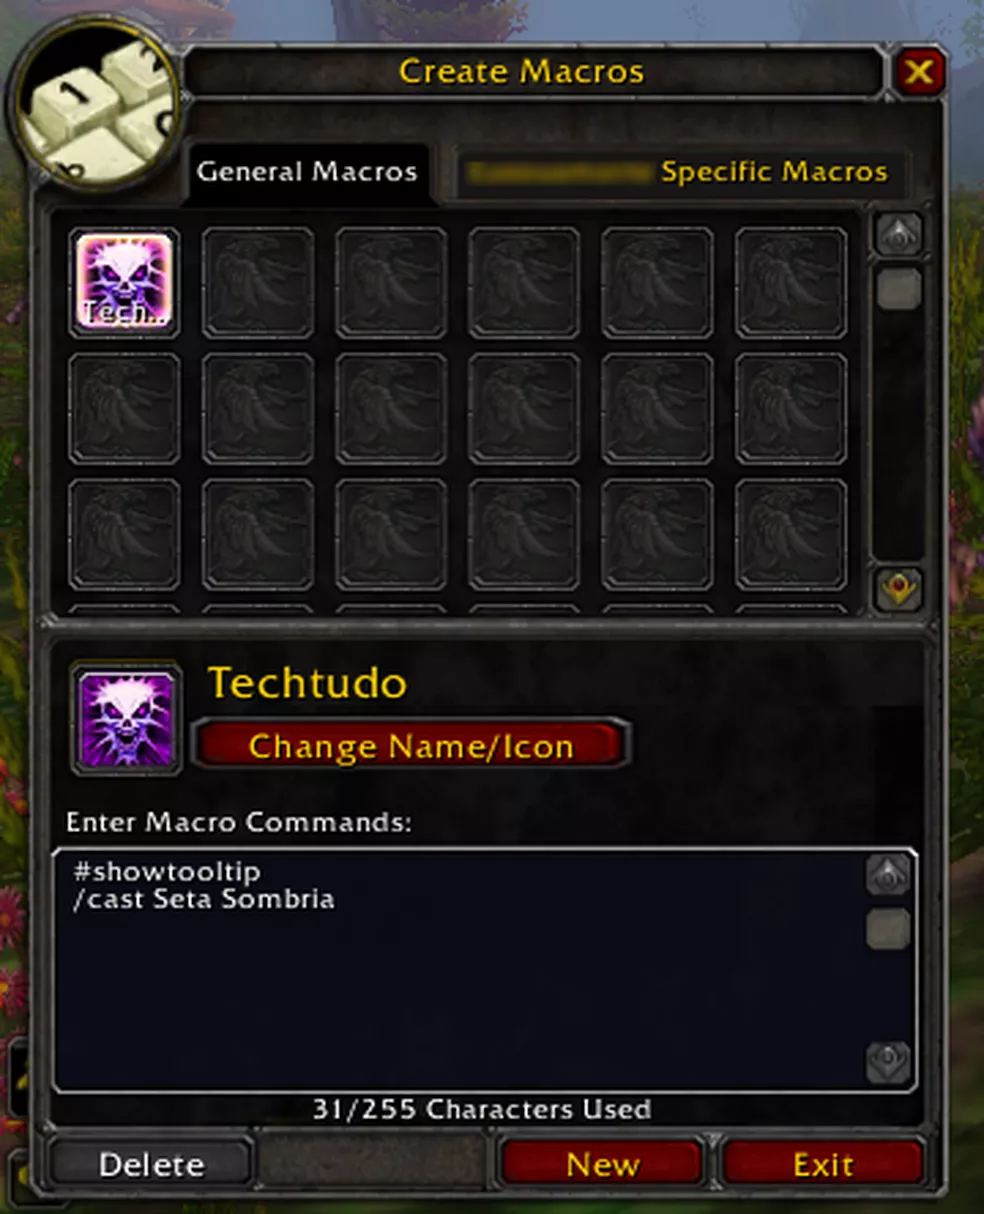 Create Macros
General Macros
Specific Macros
Tech..
Techtudo
Change Name/Icon
Enter Macro Commands:
#showtooltip
/cast Seta Sombria
31/255 Characters Used
Delete
New
Exit